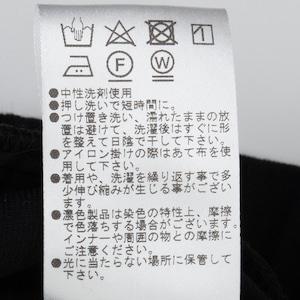 F W
●中性洗剤使用
●押し洗いで短時間に。
●つけ置き洗い、濡れたままの放
置は避けて、洗濯後はすぐに形
を整えて日陰で干して下さい。
●アイロン掛けの際はあて布を使
用して下さい。
●着用や、洗濯を繰り返す事で多
少伸び縮みが生じる事がござい
ます。
●濃色製品は染色の特性上、摩擦
で色落ちする場合がございます。
インナーや周囲の物との摩擦に
ご注意ください。
●光に当たらない場所に保管して
下さい。